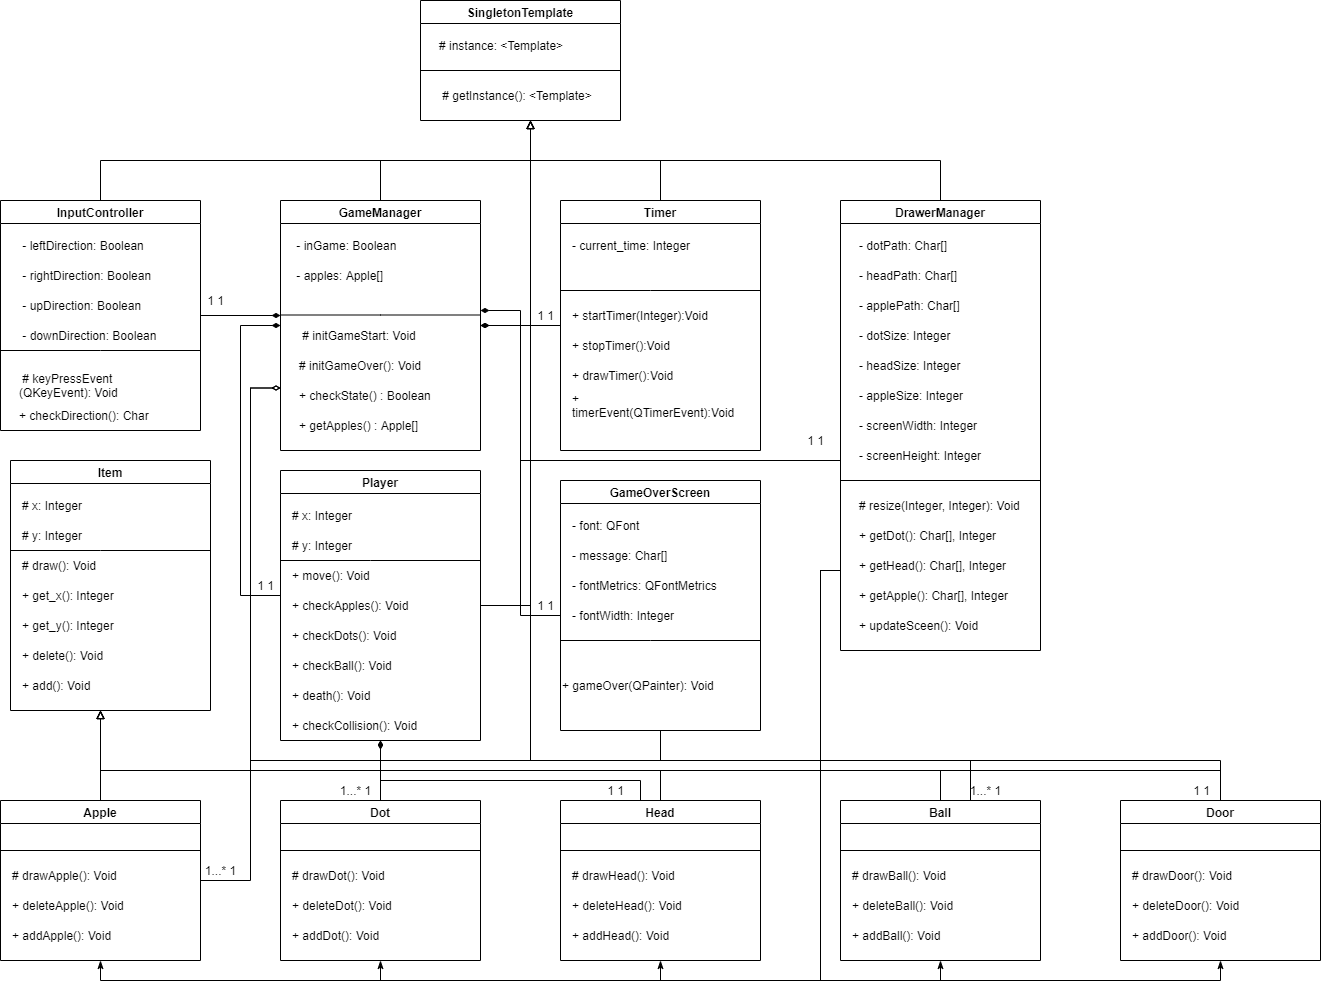 SingletonTemplate
# instance: <Template>
# getInstance(): <Template>
InputController
- leftDirection: Boolean
- rightDirection: Boolean
- upDirection: Boolean
- downDirection: Boolean
# keyPressEvent
(QKeyEvent): Void
+ checkDirection(): Char
1 1
GameManager
- inGame: Boolean
- apples: Apple[]
# initGameStart: Void
# initGameOver(): Void
+ checkState() : Boolean
+ getApples() : Apple[]
1 1
Timer
- current_time: Integer
+ startTimer(Integer):Void
+ stopTimer():Void
+ drawTimer():Void
+
timerEvent(QTimerEvent):Void
1 1
DrawerManager
- dotPath: Char[]
- headPath: Char[]
- applePath: Char[]
- dotSize: Integer
- headSize: Integer
- appleSize: Integer
- screenWidth: Integer
- screenHeight: Integer
# resize(Integer, Integer): Void
+ getDot(): Char[], Integer
+ getHead(): Char[], Integer
+ getApple(): Char[], Integer
+ updateSceen(): Void
Item
# x: Integer
# y: Integer
# draw(): Void
+ get_x(): Integer
+ get_y(): Integer
+ delete(): Void
+ add(): Void
1 1
Player
# x: Integer
# y: Integer
+ move(): Void
+ checkApples(): Void
+ checkDots(): Void
+ checkBall(): Void
+ death(): Void
+ checkCollision(): Void
1 1
GameOverScreen
- font: QFont
- message: Char[]
- fontMetrics: QFontMetrics
- fontWidth: Integer
+ gameOver(QPainter): Void
1...* 1
1 1
1...* 1
1 1
Apple
# drawApple(): Void
+ deleteApple(): Void
+ addApple(): Void
1...* 1
Dot
# drawDot(): Void
+ deleteDot(): Void
+ addDot(): Void
Head
# drawHead(): Void
+ deleteHead(): Void
+ addHead(): Void
Ball
# drawBall(): Void
+ deleteBall(): Void
+ addBall(): Void
Door
# drawDoor(): Void
+ deleteDoor(): Void
+ addDoor(): Void